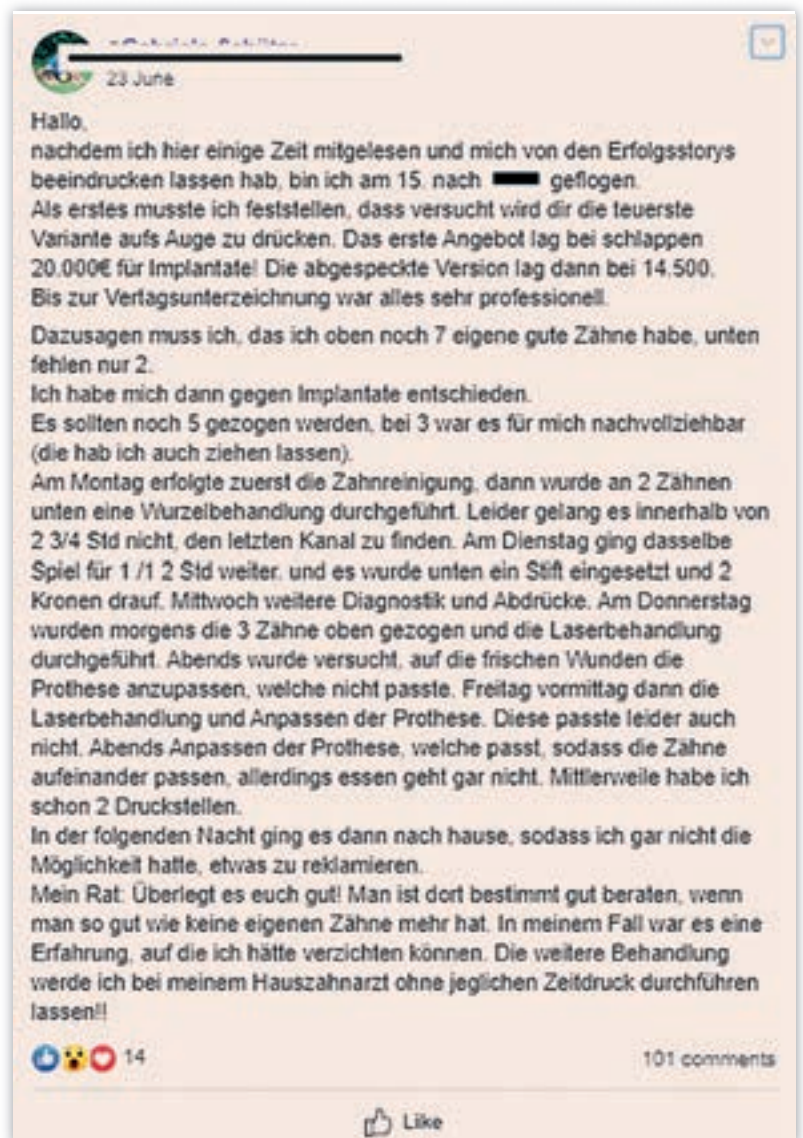 23 June
Hallo,
nachdem ich hier einige Zeit mitgelesen und mich von den Erfolgsstorys
beeindrucken lassen hab, bin ich am 15. nach geflogen.
Als erstes musste ich feststellen, dass versucht wird dir die teuerste
Variante aufs Auge zu drücken. Das erste Angebot lag bei schlappen
20.000€ für Implantate! Die abgespeckte Version lag dann bei 14.500.
Bis zur Vertagsunterzeichnung war alles sehr professionell.
Dazusagen muss ich, das ich oben noch 7 eigene gute Zähne habe, unten
fehlen nur 2.
Ich habe mich dann gegen Implantate entschieden.
Es sollten noch 5 gezogen werden, bei 3 war es für mich nachvollziehbar
(die hab ich auch ziehen lassen).
Am Montag erfolgte zuerst die Zahnreinigung, dann wurde an 2 Zähnen
unten eine Wurzelbehandlung durchgeführt. Leider gelang es innerhalb von
2 3/4 Std nicht, den letzten Kanal zu finden. Am Dienstag ging dasselbe
Spiel für 1 /1 2 Std weiter, und es wurde unten ein Stift eingesetzt und 2
Kronen drauf. Mittwoch weitere Diagnostik und Abdrücke. Am Donnerstag
wurden morgens die 3 Zähne oben gezogen und die Laserbehandlung
durchgeführt. Abends wurde versucht, auf die frischen Wunden die
Prothese anzupassen, welche nicht passte. Freitag vormittag dann die
Laserbehandlung und Anpassen der Prothese. Diese passte leider auch
nicht. Abends Anpassen der Prothese, welche passt, sodass die Zähne
aufeinander passen, allerdings essen geht gar nicht. Mittlerweile habe ich
schon 2 Druckstellen.
In der folgenden Nacht ging es dann nach hause, sodass ich gar nicht die
Möglichkeit hatte, etwas zu reklamieren.
Mein Rat: Überlegt es euch gut! Man ist dort bestimmt gut beraten, wenn
man so gut wie keine eigenen Zähne mehr hat. In meinem Fall war es eine
Erfahrung, auf die ich hätte verzichten können. Die weitere Behandlung
werde ich bei meinem Hauszahnarzt ohne jeglichen Zeitdruck durchführen
lassen!!
14
101 comments
Like